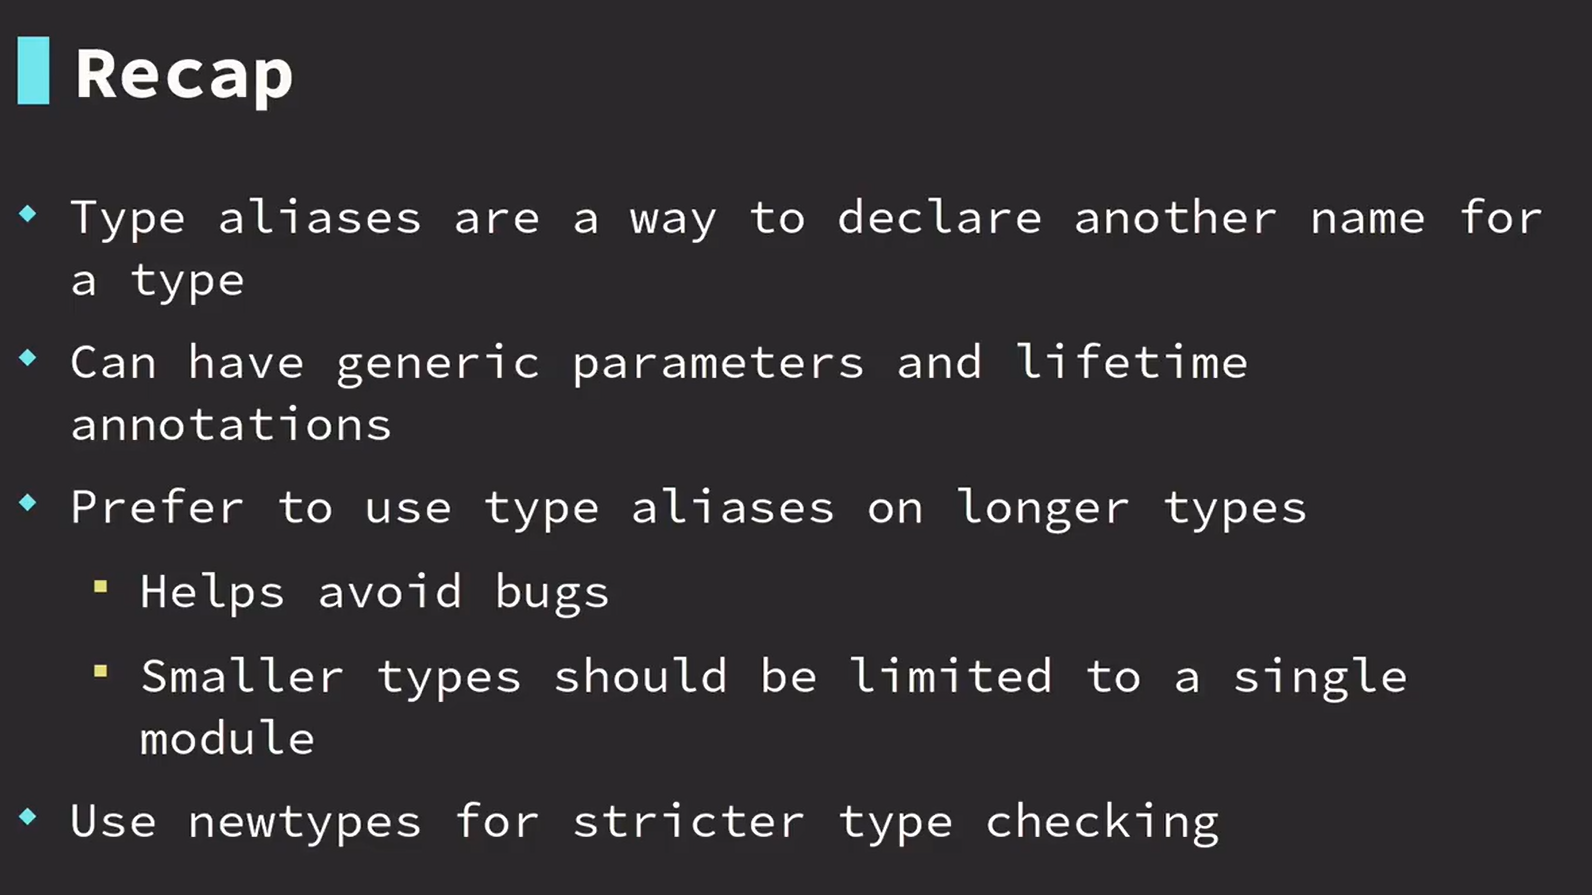 Recap
Type aliases are a way to declare another name for
a type
Can have generic parameters and lifetime
annotations
Prefer to use type aliases on longer types
Helps avoid bugs
Smaller types should be limited to a single
module
Use newtypes for stricter type checking